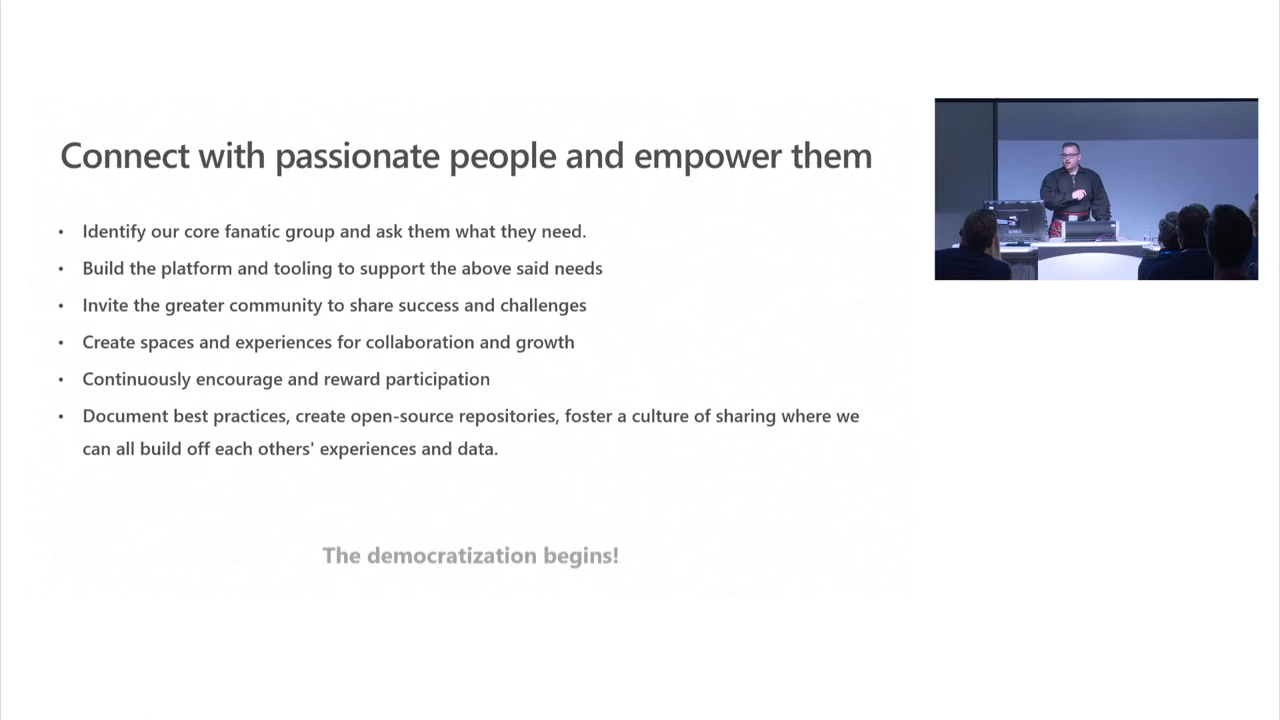 Connect with passionate people and empower them
• Identify our core fanatic group and ask them what they need.
• Build the platform and tooling to support the above said needs
• Invite the greater community to share success and challenges
• Create spaces and experiences for collaboration and growth
• Continuously encourage and reward participation
• Document best practices, create open-source repositories, foster a culture of sharing where we
can all build off each others' experiences and data.
The democratization begins!